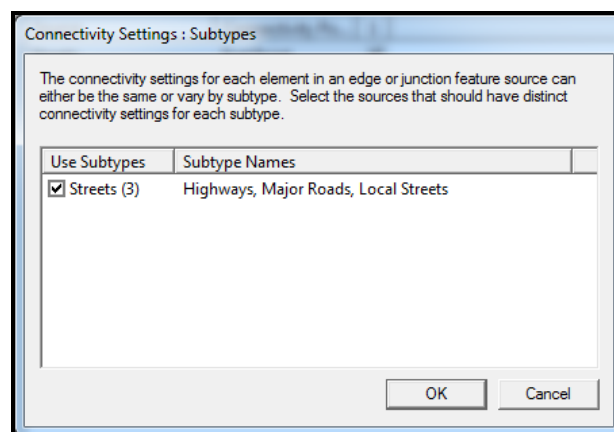 Connectivity Settings : Subtypes
The connectivity settings for each element in an edge or junction feature source can
either be the same or vary by subtype.  Select the sources that should have distinct
connectivity settings for each subtype.
Use Subtypes Subtype Names
Streets (3) Highways, Major Roads, Local Streets
OK Cancel